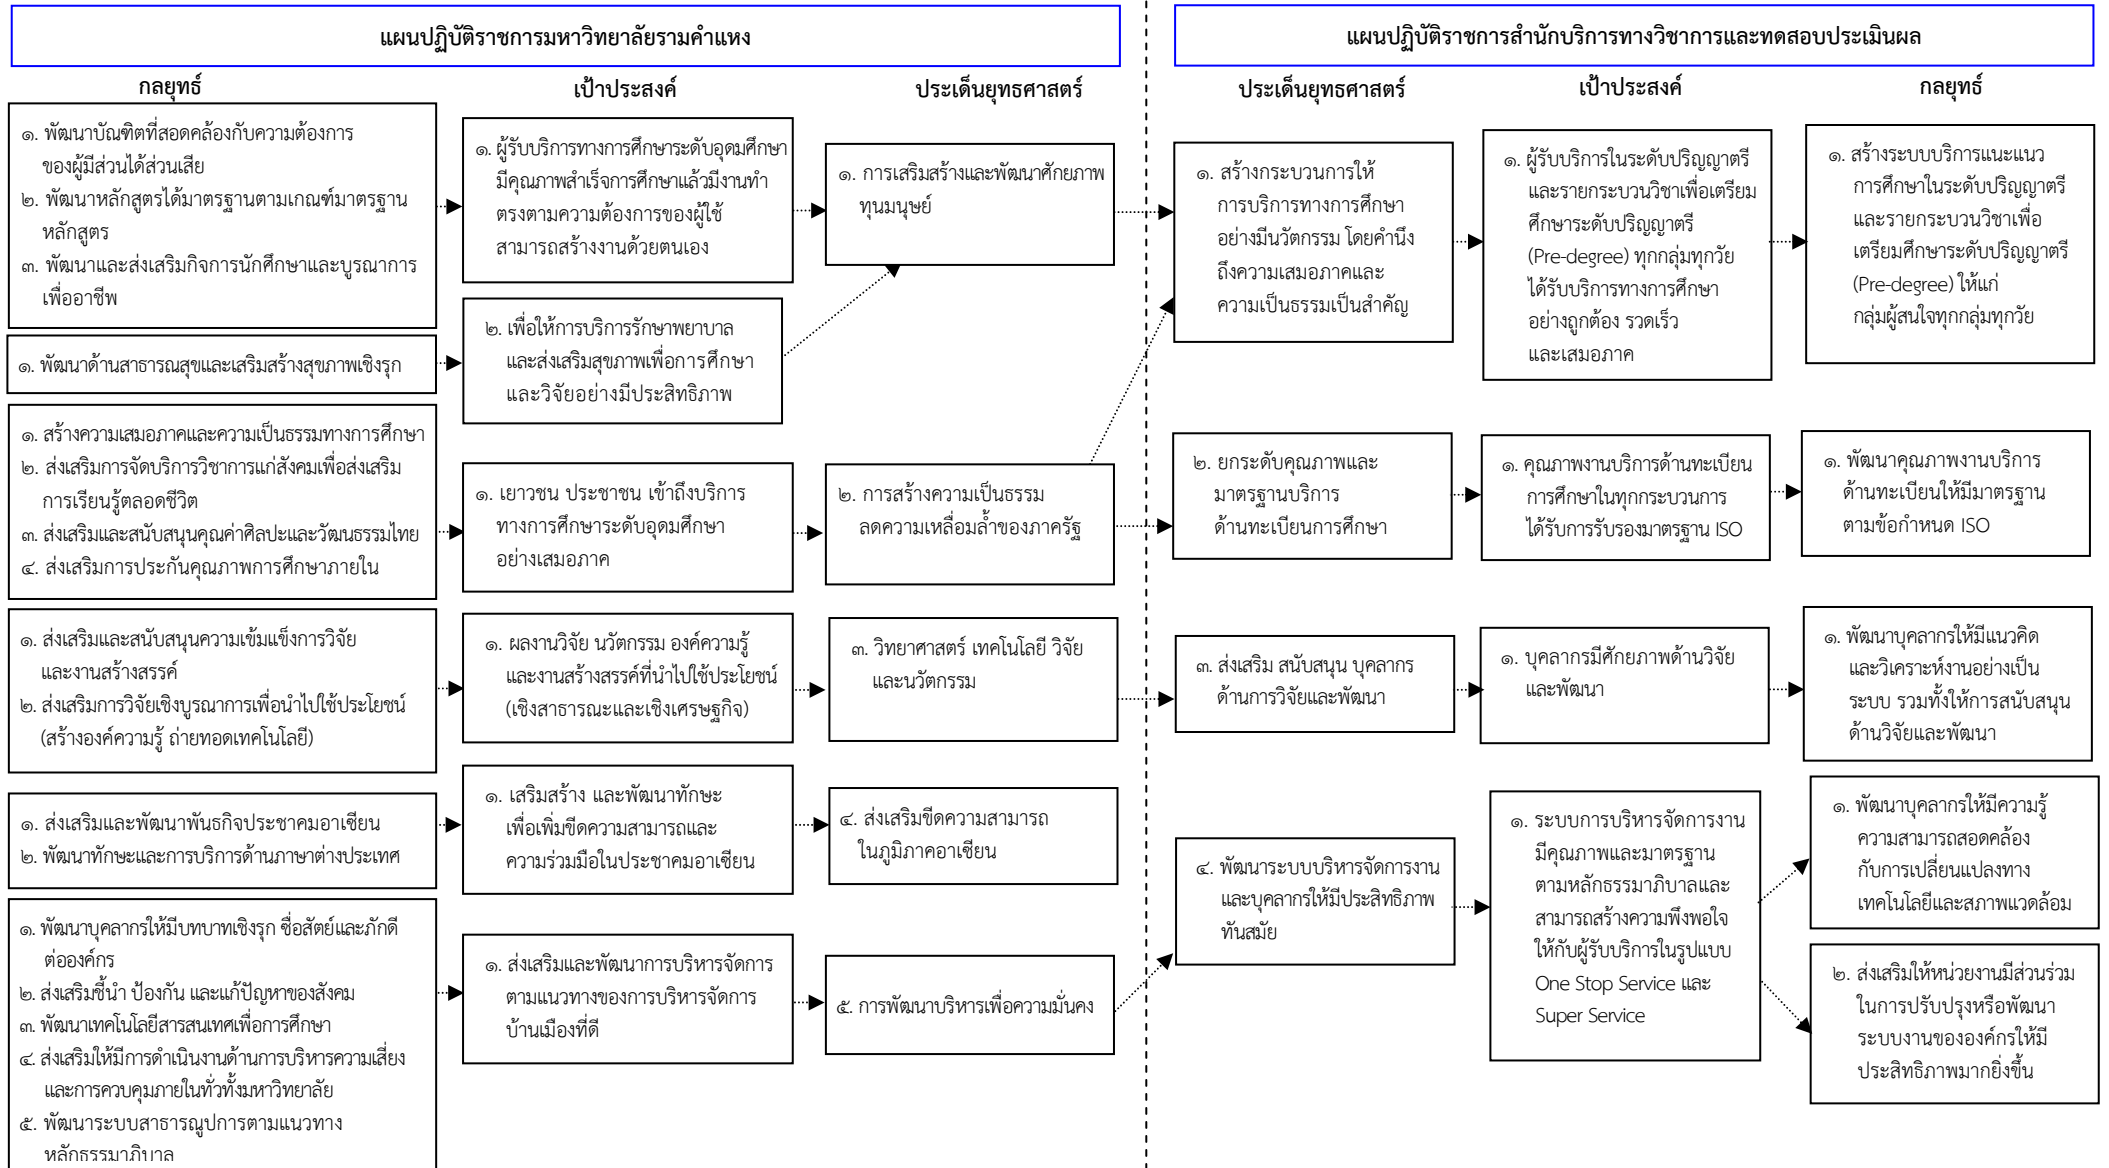 แผนปฏิบัติราชการมหาวิทยาลัยรามคำแหง
กลยุทธ์
เป้าประสงค์
ประเด็นยุทธศาสตร์
๑. พัฒนาบัณฑิตที่สอดคล้องกับความต้องการ
ของผู้มีส่วนได้ส่วนเสีย
๒. พัฒนาหลักสูตรได้มาตรฐานตามเกณฑ์มาตรฐาน
หลักสูตร
๓. พัฒนาและส่งเสริมกิจการนักศึกษาและบูรณาการ
เพื่ออาชีพ
๑. ผู้รับบริการทางการศึกษาระดับอุดมศึกษา
มีคุณภาพสำเร็จการศึกษาแล้วมีงานทำ
ตรงตามความต้องการของผู้ใช้
สามารถสร้างงานด้วยตนเอง
๑. การเสริมสร้างและพัฒนาศักยภาพ
ทุนมนุษย์
๑. พัฒนาด้านสาธารณสุขและเสริมสร้างสุขภาพเชิงรุก
๒. เพื่อให้การบริการรักษาพยาบาล
และส่งเสริมสุขภาพเพื่อการศึกษา
และวิจัยอย่างมีประสิทธิภาพ
๑. สร้างความเสมอภาคและความเป็นธรรมทางการศึกษา
๒. ส่งเสริมการจัดบริการวิชาการแก่สังคมเพื่อส่งเสริม
การเรียนรู้ตลอดชีวิต
๓. ส่งเสริมและสนับสนุนคุณค่าศิลปะและวัฒนธรรมไทย
๔. ส่งเสริมการประกันคุณภาพการศึกษาภายใน
๑. เยาวชน ประชาชน เข้าถึงบริการ
ทางการศึกษาระดับอุดมศึกษา
อย่างเสมอภาค
๒. การสร้างความเป็นธรรม
ลดความเหลื่อมล้ำของภาครัฐ
๑. ส่งเสริมและสนับสนุนความเข้มแข็งการวิจัย
และงานสร้างสรรค์
๒. ส่งเสริมการวิจัยเชิงบูรณาการเพื่อนำไปใช้ประโยชน์
(สร้างองค์ความรู้ ถ่ายทอดเทคโนโลยี)
๑. ผลงานวิจัย นวัตกรรม องค์ความรู้
และงานสร้างสรรค์ที่นำไปใช้ประโยชน์
(เชิงสาธารณะและเชิงเศรษฐกิจ)
๓. วิทยาศาสตร์ เทคโนโลยี วิจัย
และนวัตกรรม
๑. ส่งเสริมและพัฒนาพันธกิจประชาคมอาเซียน
๒. พัฒนาทักษะและการบริการด้านภาษาต่างประเทศ
๑. เสริมสร้าง และพัฒนาทักษะ
เพื่อเพิ่มขีดความสามารถและ
ความร่วมมือในประชาคมอาเซียน
๔. ส่งเสริมขีดความสามารถ
ในภูมิภาคอาเซียน
๑. พัฒนาบุคลากรให้มีบทบาทเชิงรุก ซื่อสัตย์และภักดี
ต่อองค์กร
๒. ส่งเสริมชี้นำ ป้องกัน และแก้ปัญหาของสังคม
๓. พัฒนาเทคโนโลยีสารสนเทศเพื่อการศึกษา
๔. ส่งเสริมให้มีการดำเนินงานด้านการบริหารความเสี่ยง
และการควบคุมภายในทั่วทั้งมหาวิทยาลัย
๕. พัฒนาระบบสาธารณูปการตามแนวทาง
หลักธรรมาภิบาล
๑. ส่งเสริมและพัฒนาการบริหารจัดการ
ตามแนวทางของการบริหารจัดการ
บ้านเมืองที่ดี
๕. การพัฒนาบริหารเพื่อความมั่นคง
แผนปฏิบัติราชการสำนักบริการทางวิชาการและทดสอบประเมินผล
ประเด็นยุทธศาสตร์
เป้าประสงค์
กลยุทธ์
๑. สร้างกระบวนการให้
การบริการทางการศึกษา
อย่างมีนวัตกรรม โดยคำนึง
ถึงความเสมอภาคและ
ความเป็นธรรมเป็นสำคัญ
๑. ผู้รับบริการในระดับปริญญาตรี
และรายกระบวนวิชาเพื่อเตรียม
ศึกษาระดับปริญญาตรี
(Pre-degree) ทุกกลุ่มทุกวัย
ได้รับบริการทางการศึกษา
อย่างถูกต้อง รวดเร็ว
และเสมอภาค
๑. สร้างระบบบริการแนะแนว
การศึกษาในระดับปริญญาตรี
และรายกระบวนวิชาเพื่อ
เตรียมศึกษาระดับปริญญาตรี
(Pre-degree) ให้แก่
กลุ่มผู้สนใจทุกกลุ่มทุกวัย
๒. ยกระดับคุณภาพและ
มาตรฐานบริการ
ด้านทะเบียนการศึกษา
๑. คุณภาพงานบริการด้านทะเบียน
การศึกษาในทุกกระบวนการ
ได้รับการรับรองมาตรฐาน ISO
๑. พัฒนาคุณภาพงานบริการ
ด้านทะเบียนให้มีมาตรฐาน
ตามข้อกำหนด ISO
๓. ส่งเสริม สนับสนุน บุคลากร
ด้านการวิจัยและพัฒนา
๑. บุคลากรมีศักยภาพด้านวิจัย
และพัฒนา
๑. พัฒนาบุคลากรให้มีแนวคิด
และวิเคราะห์งานอย่างเป็น
ระบบ รวมทั้งให้การสนับสนุน
ด้านวิจัยและพัฒนา
๔. พัฒนาระบบบริหารจัดการงาน
และบุคลากรให้มีประสิทธิภาพ
ทันสมัย
๑. ระบบการบริหารจัดการงาน
มีคุณภาพและมาตรฐาน
ตามหลักธรรมาภิบาลและ
สามารถสร้างความพึงพอใจ
ให้กับผู้รับบริการในรูปแบบ
One Stop Service และ
Super Service
๑. พัฒนาบุคลากรให้มีความรู้
ความสามารถสอดคล้อง
กับการเปลี่ยนแปลงทาง
เทคโนโลยีและสภาพแวดล้อม
๒. ส่งเสริมให้หน่วยงานมีส่วนร่วม
ในการปรับปรุงหรือพัฒนา
ระบบงานขององค์กรให้มี
ประสิทธิภาพมากยิ่งขึ้น